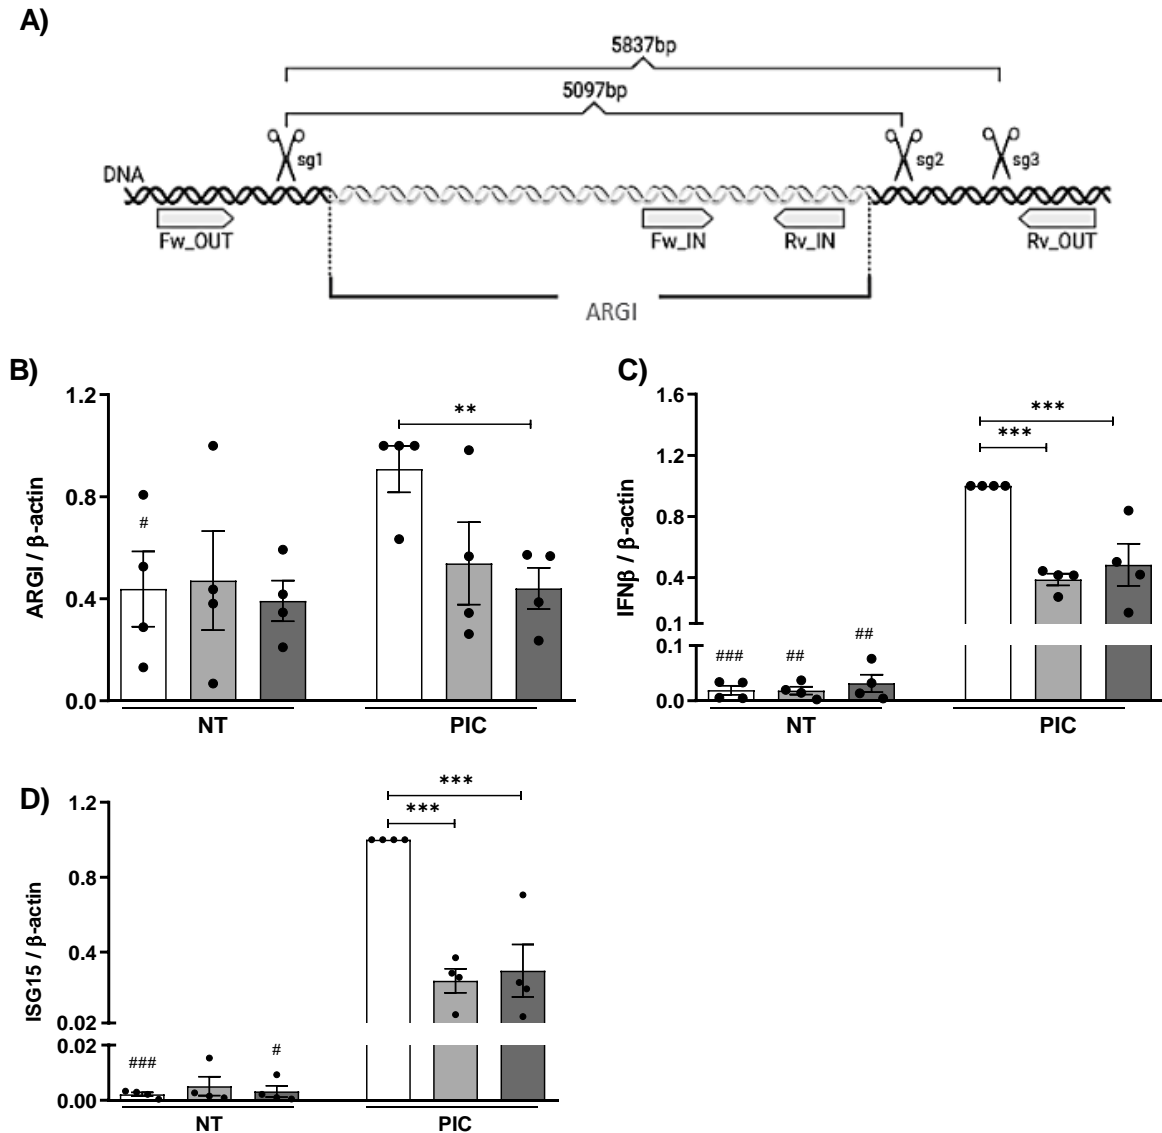 A)
5837bp
5097bp
sg1
sg2
sg3
DNA
Fw_OUT
Fw_IN
Rv_IN
Rv_OUT
ARGI
B)
ARGI / β-actin
1.2
0.8
0.4
0.0
#
**
NT
PIC
C)
IFNβ / β-actin
1.6
1.2
0.8
0.4
0.1
0.1
0.0
###
##
##
***
***
NT
PIC
D)
ISG15 / β-actin
1.2
0.8
0.4
0.02
0.02
0.00
###
#
***
***
NT
PIC